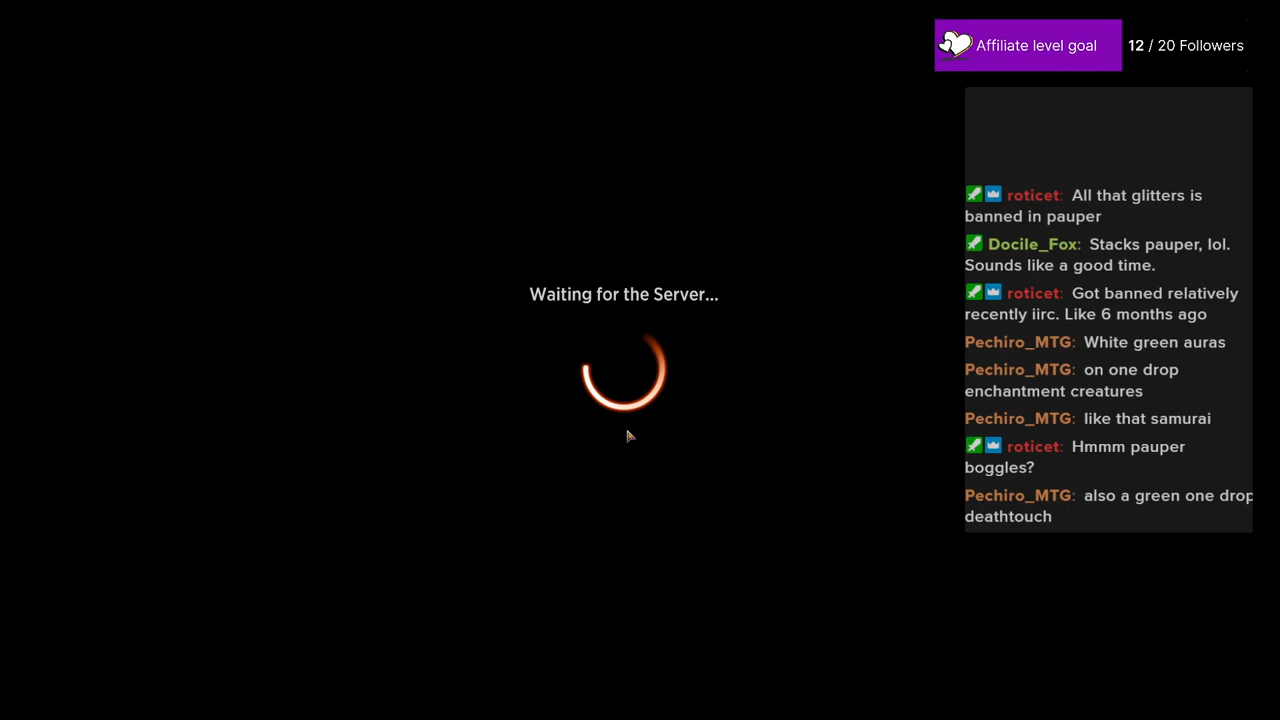 Affiliate level goal 12 / 20 Followers
roticet: All that glitters is
banned in pauper
Docile_Fox: Stacks pauper, lol.
Sounds like a good time.
roticet: Got banned relatively
recently iirc. Like 6 months ago
Waiting for the Server...
Pechiro_MTG: White green auras
Pechiro_MTG: on one drop
enchantment creatures
Pechiro_MTG: like that samurai
roticet: Hmmm pauper
boggles?
Pechiro_MTG: also a green one drop
deathtouch